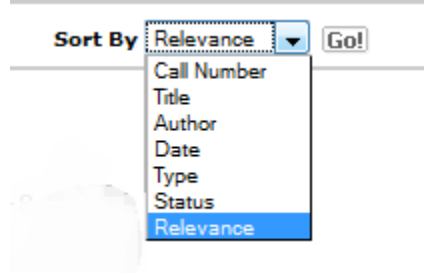 Sort By Relevance Go!
Call Number
Title
Author
Date
Type
Status
Relevance